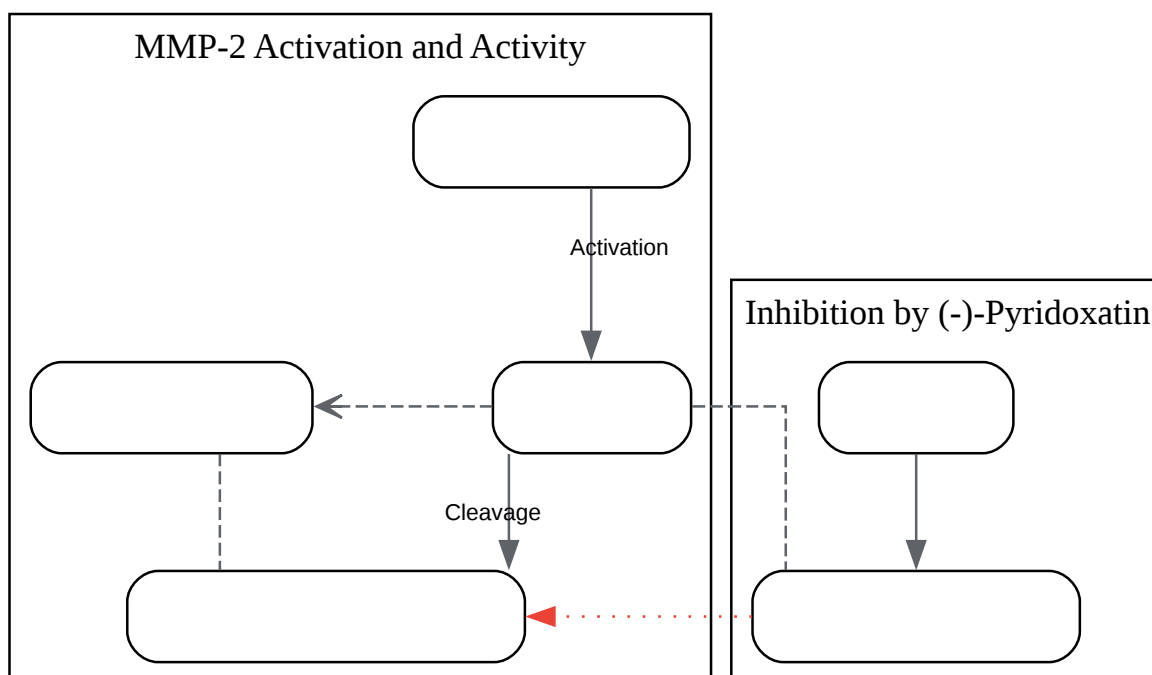 MMP-2 Activation and Activity
Activation
Inhibition by (-)-Pyridoxatin
Cleavage